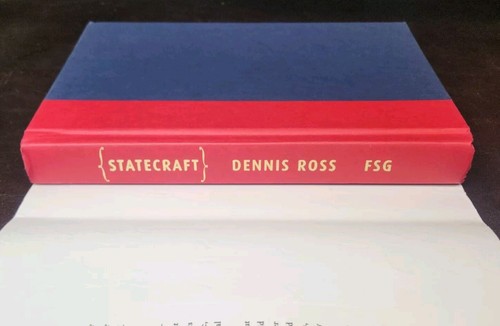 {STATECRAFT} DENNIS ROSS FSG